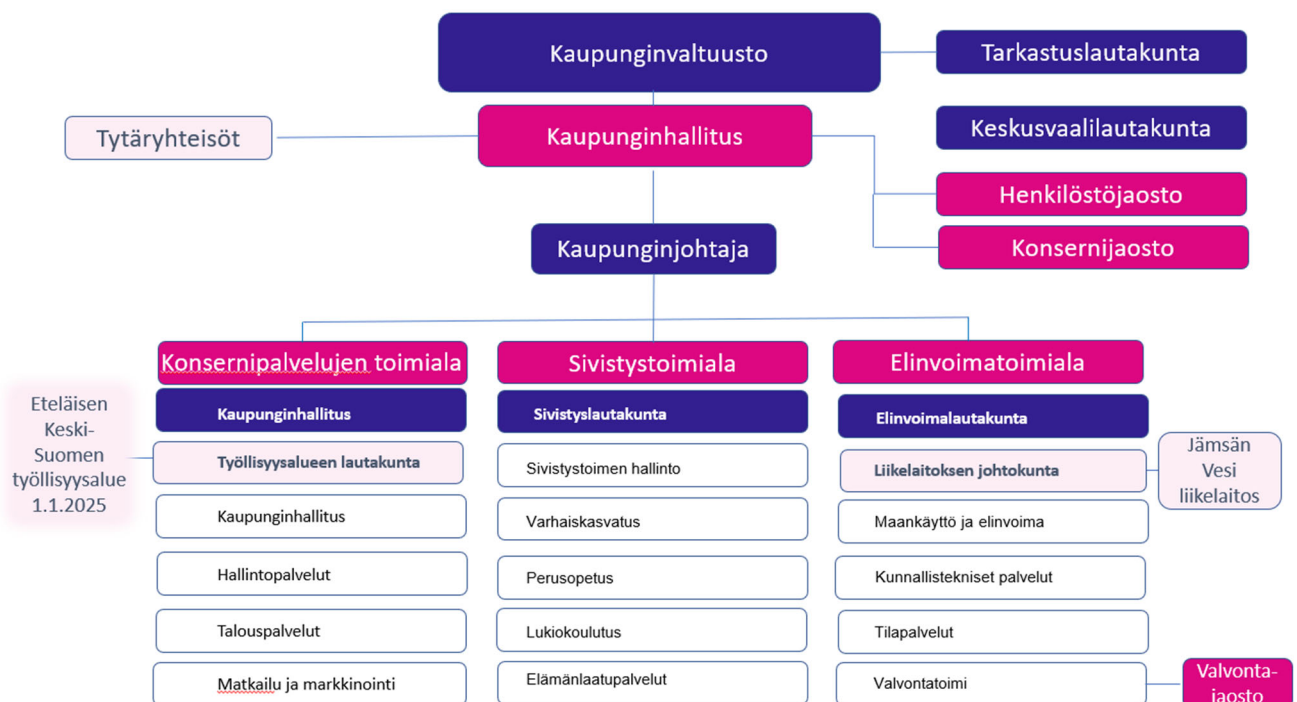 Kaupunginvaltuusto
Tarkastuslautakunta
Keskusvaalilautakunta
Tytäryhteisöt
Kaupunginhallitus
Henkilöstöjaosto
Konsernijaosto
Kaupunginjohtaja
Konsernipalvelujen toimiala
Kaupunginhallitus
Eteläisen
Keski-
Suomen
työllisyysalue
1.1.2025
Työllisyysalueen lautakunta
Kaupunginhallitus
Hallintopalvelut
Talouspalvelut
Matkailu ja markkinointi
Sivistystoimiala
Sivistyslautakunta
Sivistystoimen hallinto
Varhaiskasvatus
Perusopetus
Lukiokoulutus
Elämänlaatupalvelut
Elinvoimatoimiala
Elinvoimalautakunta
Liikelaitoksen johtokunta
Jämsän
Vesi
liikelaitos
Maankäyttö ja elinvoima
Kunnallistekniset palvelut
Tilapalvelut
Valvontatoimi
Valvonta-
jaosto